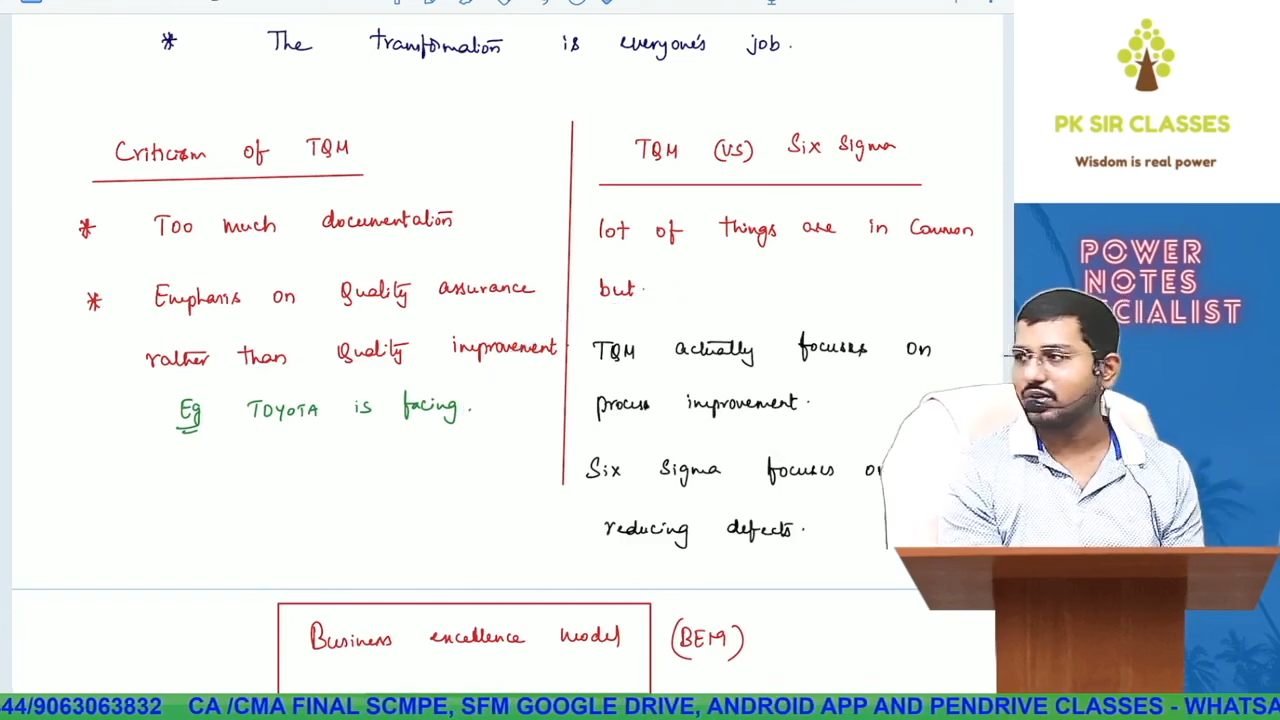 * The transformation is everyone's job.
Criticism of TQM
* Too much documentation
* Emphasis on Quality assurance
rather than Quality improvement
Eg TOYOTA is facing.
TQM (VS) Six Sigma
lot of things are in Common
but.
TQM actually focuses on
process improvement.
Six Sigma focuses on
reducing defects.
Business excellence model (BEM)
PK SIR CLASSES
Wisdom is real power
POWER
NOTES
ECIALIST
44/9063063832 CA /CMA FINAL SCMPE, SFM GOOGLE DRIVE, ANDROID APP AND PENDRIVE CLASSES - WHATSA